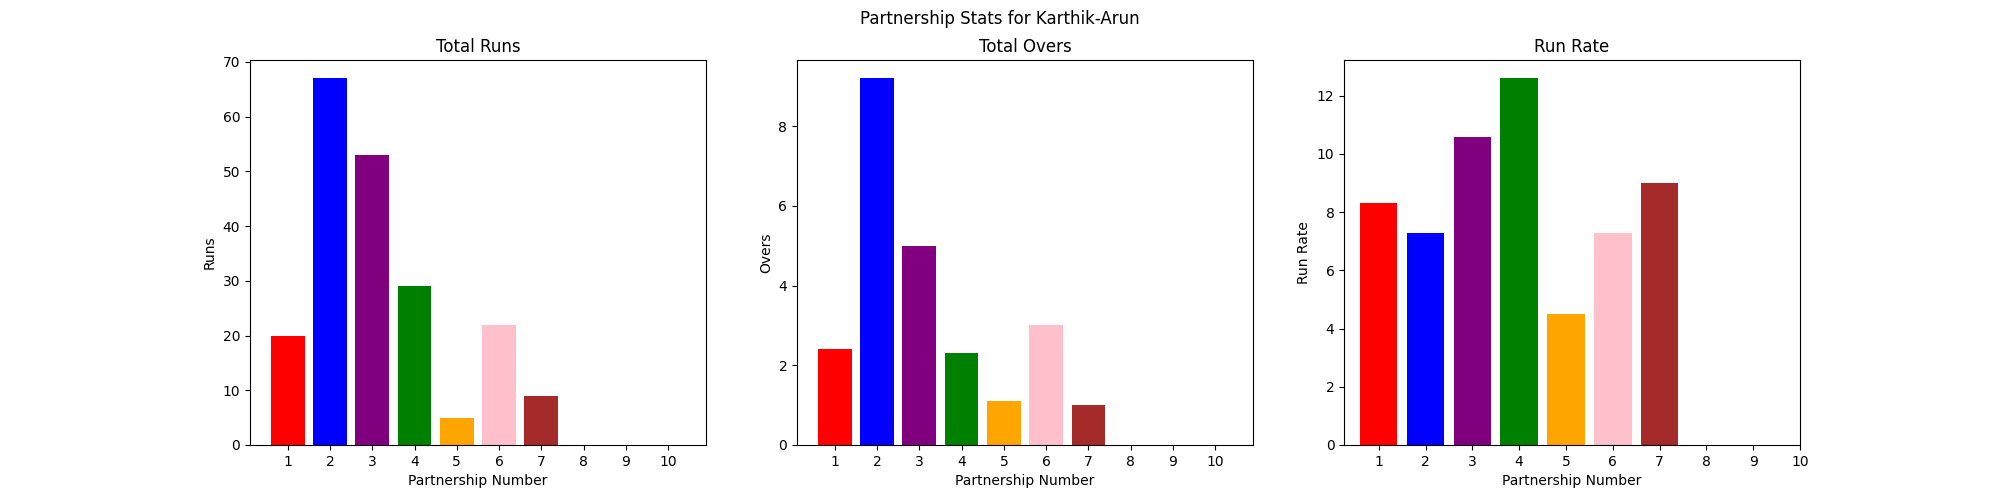 Partnership Stats for Karthik-Arun
Total Runs
70
60
50
40
30
20
10
0
Runs
1 2 3 4 5 6 7 8 9 10
Partnership Number
Total Overs
8
6
4
2
0
Overs
1 2 3 4 5 6 7 8 9 10
Partnership Number
Run Rate
12
10
8
6
4
2
0
Run Rate
1 2 3 4 5 6 7 8 9 10
Partnership Number